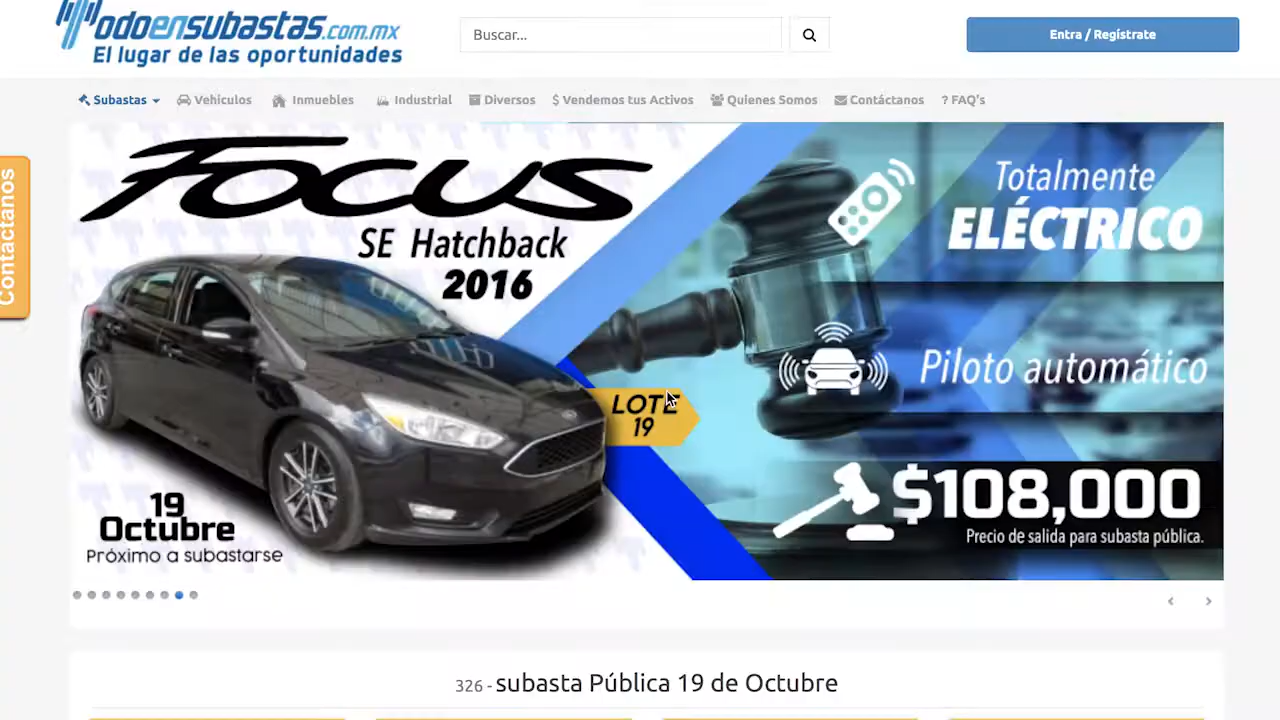 Todoensubastas.com.mx
El lugar de las oportunidades
Buscar...
Entra / Regístrate
Subastas
Vehiculos
Inmuebles
Industrial
Diversos
$ Vendemos tus Activos
Quienes Somos
Contáctanos
? FAQ's
Contactanos
FOCUS
SE Hatchback
2016
LOTE
19
19
Octubre
Próximo a subastarse
Totalmente
ELÉCTRICO
Piloto automático
$108,000
Precio de salida para subasta pública.
326 - subasta Pública 19 de Octubre